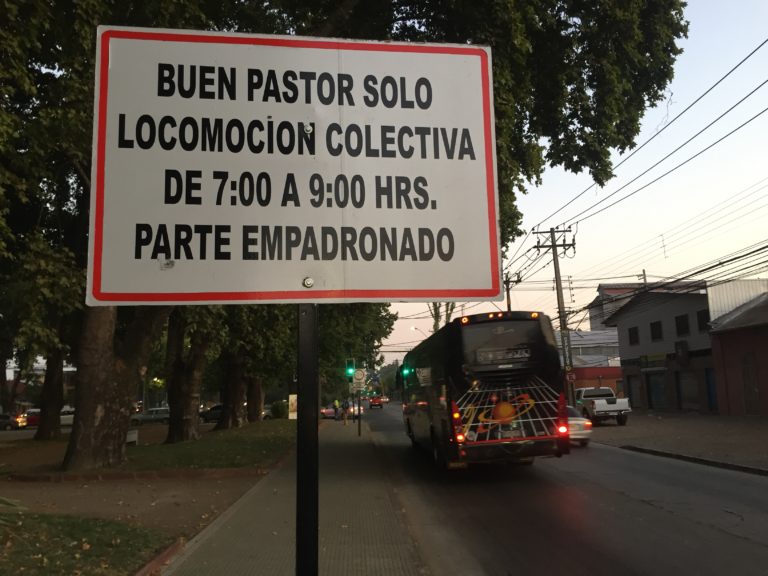 BUEN PASTOR SOLO
LOCOMOCION COLECTIVA
DE 7:00 A 9:00 HRS.
PARTE EMPADRONADO